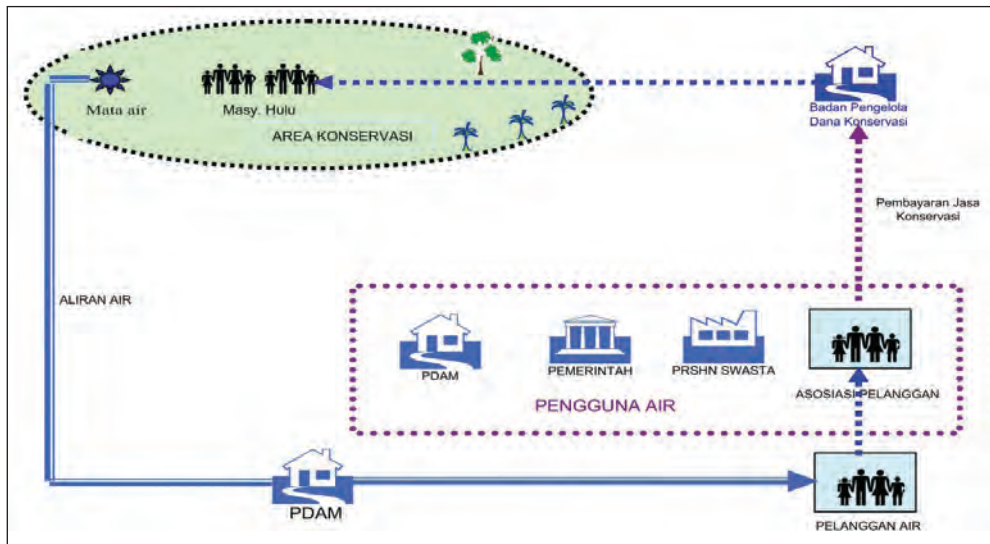 Mata air
Masy. Hulu
AREA KONSERVASI
Badan Pengelola
Dana Konservasi
Pembayaran Jasa
Konservasi
ALIRAN AIR
PDAM
PEMERINTAH
PRSHN SWASTA
ASOSIASI PELANGGAN
PENGGUNA AIR
PDAM
PELANGGAN AIR